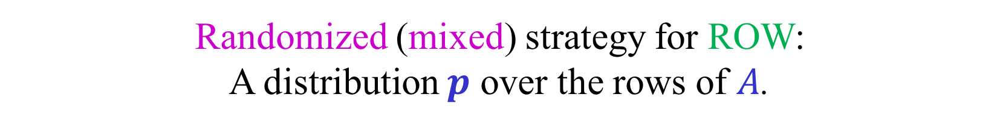 Randomized (mixed) strategy for ROW:
A distribution p over the rows of A.